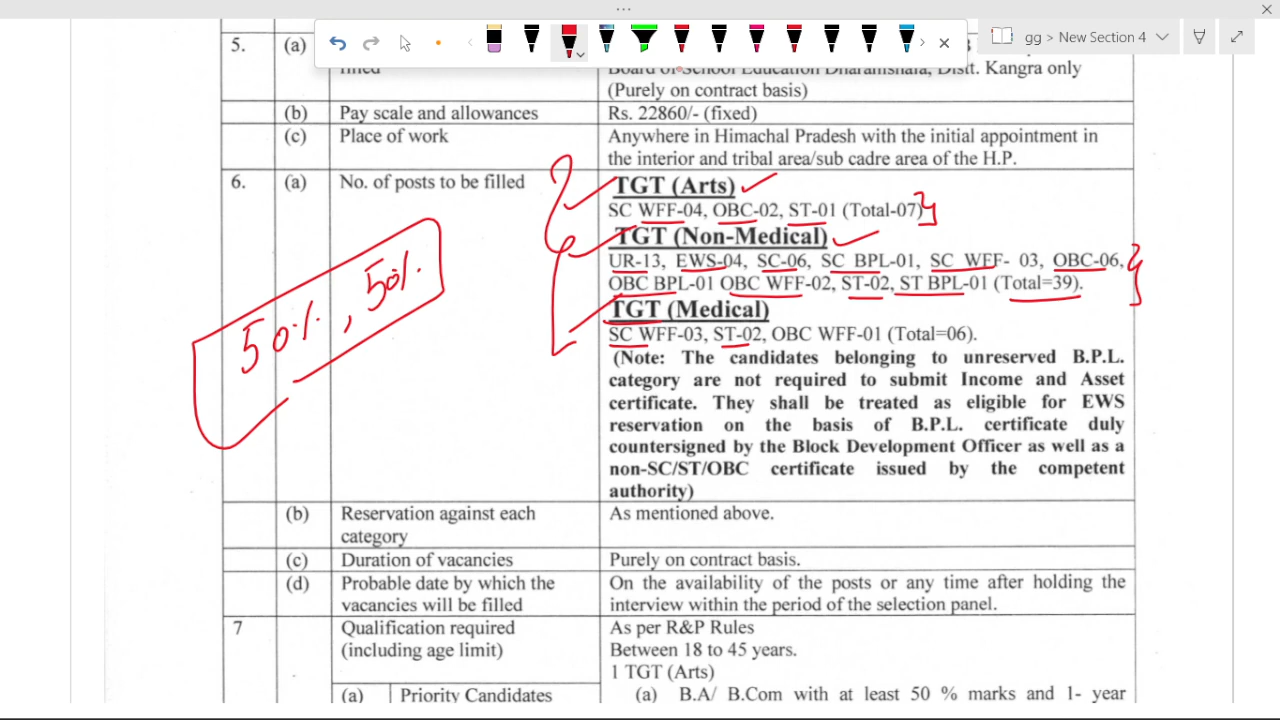 gg > New Section 4
5. (a)
filled
Board of School Education Dharamshala, Distt. Kangra only
(Purely on contract basis)
(b) Pay scale and allowances Rs. 22860/- (fixed)
(c) Place of work Anywhere in Himachal Pradesh with the initial appointment in
the interior and tribal area/sub cadre area of the H.P.
6. (a) No. of posts to be filled TGT (Arts)
SC WFF-04, OBC-02, ST-01 (Total-07)
TGT (Non-Medical)
UR-13, EWS-04, SC-06, SC BPL-01, SC WFF- 03, OBC-06,
OBC BPL-01 OBC WFF-02, ST-02, ST BPL-01 (Total=39).
TGT (Medical)
SC WFF-03, ST-02, OBC WFF-01 (Total=06).
50%, 50%
(Note: The candidates belonging to unreserved B.P.L.
category are not required to submit Income and Asset
certificate. They shall be treated as eligible for EWS
reservation on the basis of B.P.L. certificate duly
countersigned by the Block Development Officer as well as a
non-SC/ST/OBC certificate issued by the competent
authority)
(b) Reservation against each As mentioned above.
category
(c) Duration of vacancies Purely on contract basis.
(d) Probable date by which the On the availability of the posts or any time after holding the
vacancies will be filled interview within the period of the selection panel.
7 Qualification required As per R&P Rules
(including age limit) Between 18 to 45 years.
1 TGT (Arts)
(a) Priority Candidates (a) B.A/ B.Com with at least 50 % marks and 1- year